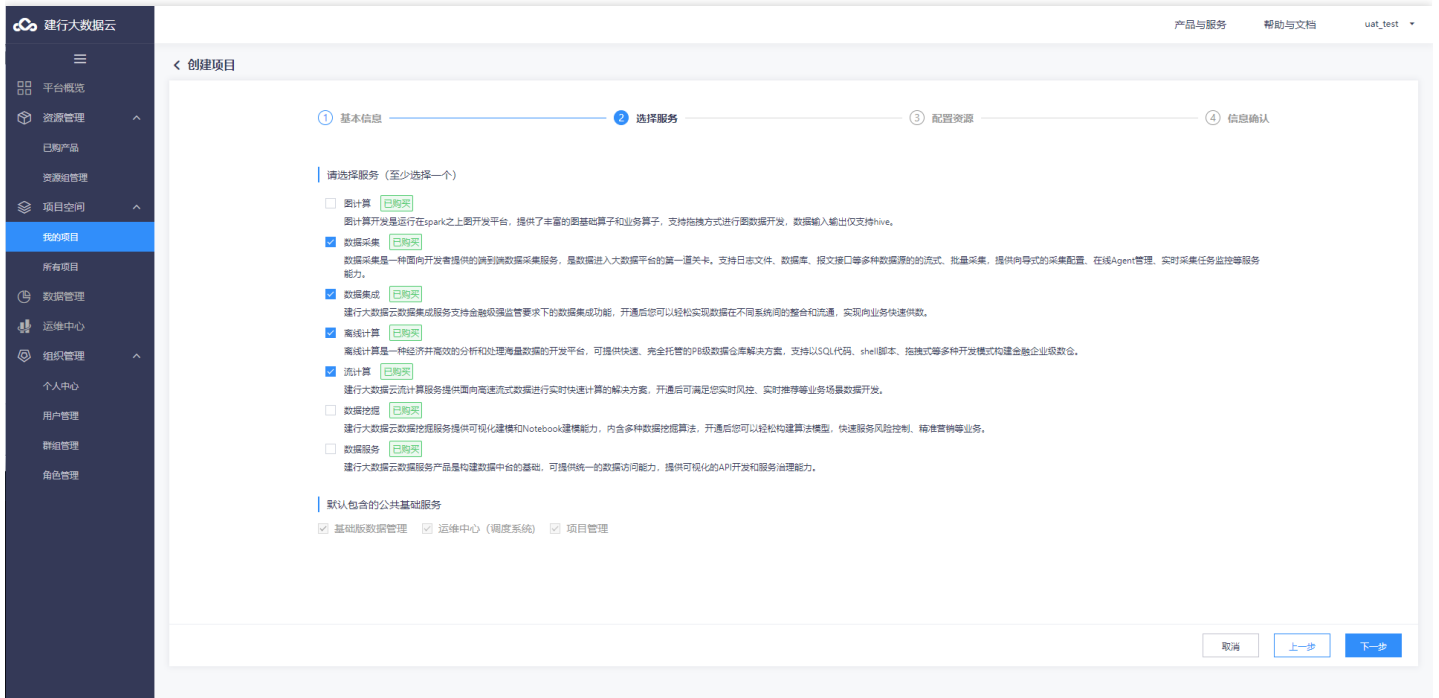 建行大数据云
产品与服务
帮助与文档
uat_test
创建项目
平台概览
资源管理
已购产品
资源组管理
项目空间
我的项目
所有项目
数据管理
运维中心
组织管理
个人中心
用户管理
群组管理
角色管理
1 基本信息
2 选择服务
3 配置资源
4 信息确认
请选择服务（至少选择一个）
图计算 已购买
图计算开发是运行在spark之上图开发平台，提供了丰富的图基础算子和业务算子，支持拖拽方式进行图数据开发，数据输入输出仅支持hive。
数据采集 已购买
数据采集是一种面向开发者提供的端到端数据采集服务，是数据进入大数据平台的第一道关卡。支持日志文件、数据库、报文接口等多种数据源的的流式、批量采集，提供向导式的采集配置、在线Agent管理、实时采集任务监控等服务
能力。
数据集成 已购买
建行大数据云数据集成服务支持金融级强监管要求下的数据集成功能，开通后您可以轻松实现数据在不同系统间的整合和流通，实现向业务快速供数。
离线计算 已购买
离线计算是一种经济并高效的分析和处理海量数据的开发平台，可提供快速、完全托管的PB级数据仓库解决方案，支持以SQL代码、shell脚本、拖拽式等多种开发模式构建金融企业级数仓。
流计算 已购买
建行大数据云流计算服务提供面向高速流式数据进行实时快速计算的解决方案，开通后可满足您实时风控、实时推荐等业务场景数据开发。
数据挖掘 已购买
建行大数据云数据挖掘服务提供可视化建模和Notebook建模能力，内含多种数据挖掘算法，开通后您可以轻松构建算法模型，快速服务风险控制、精准营销等业务。
数据服务 已购买
建行大数据云数据服务产品是构建数据中台的基础，可提供统一的数据访问能力，提供可视化的API开发和服务治理能力。
默认包含的公共基础服务
基础版数据管理 运维中心（调度系统) 项目管理
取消
上一步
下一步